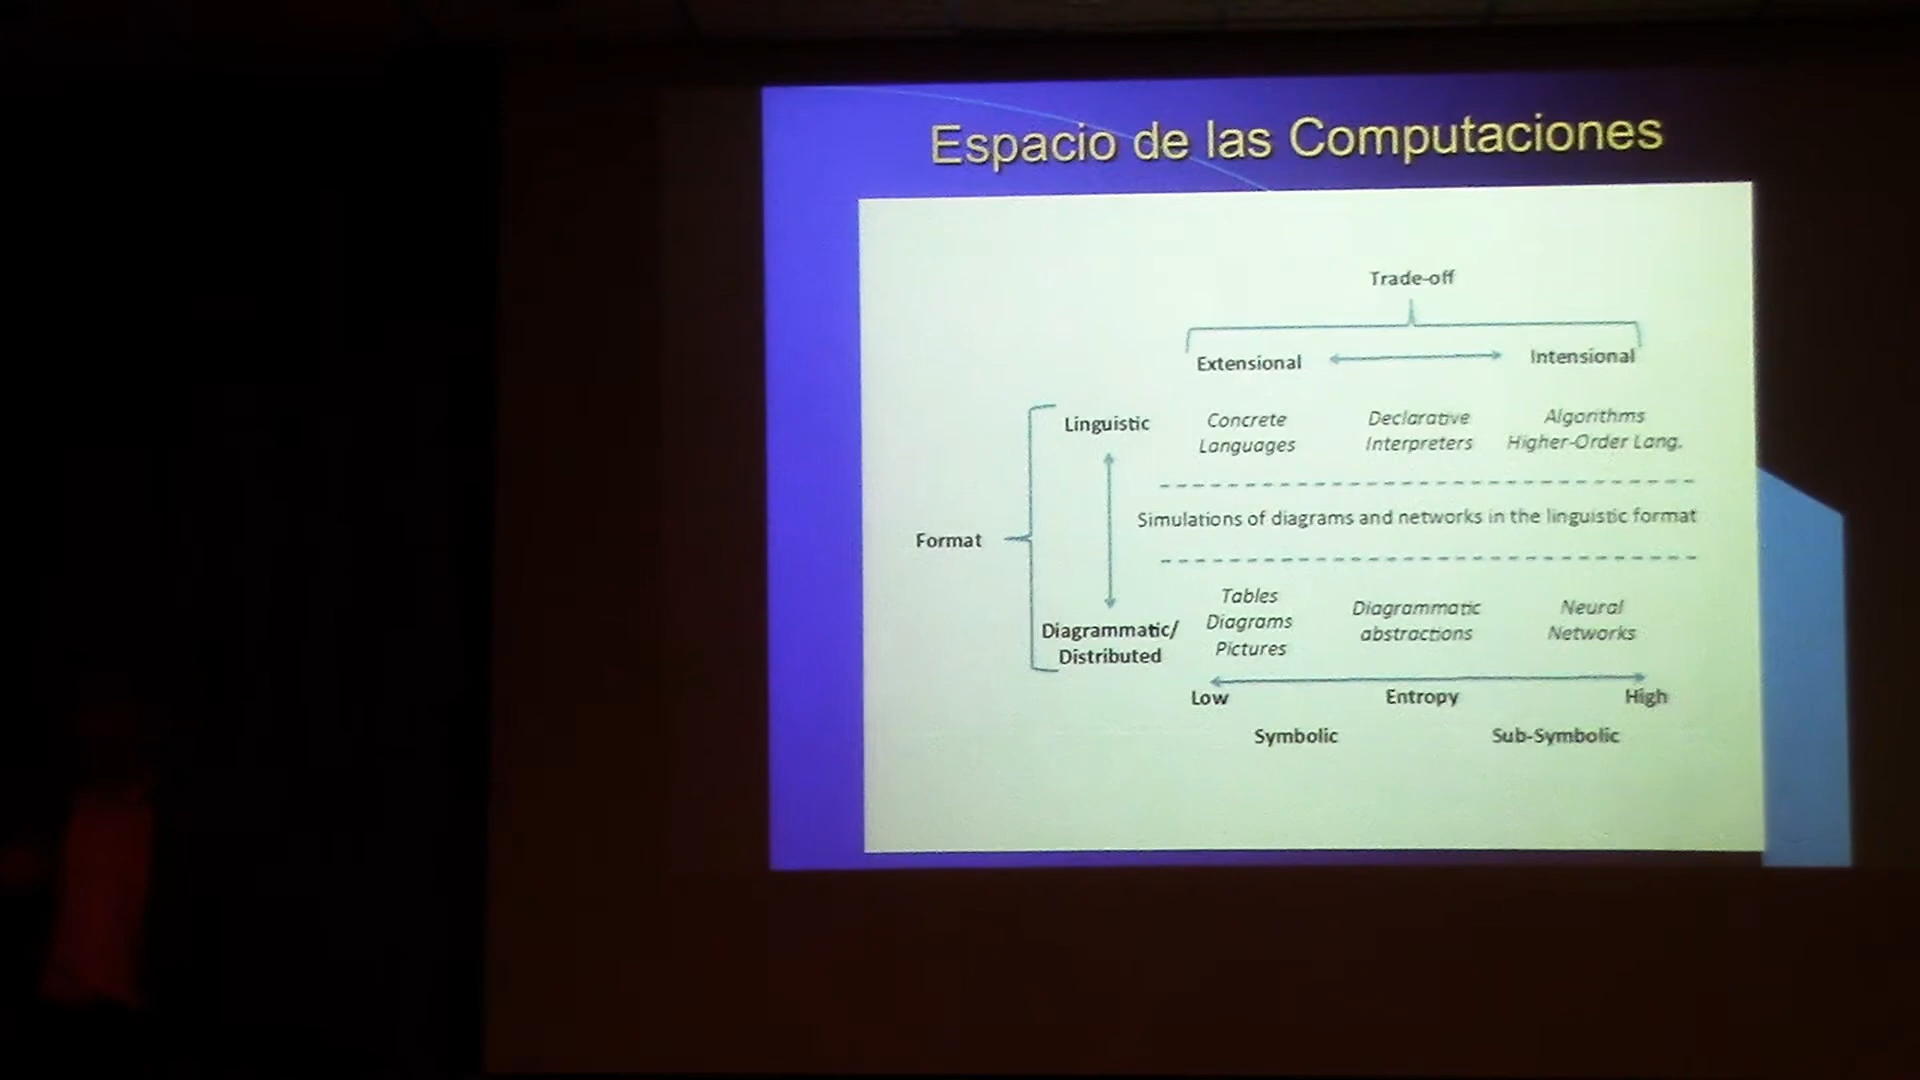 Espacio de las Computaciones
Trade-off
Extensional
Intensional
Linguistic
Concrete
Languages
Declarative
Interpreters
Algorithms
Higher-Order Lang.
Simulations of diagrams and networks in the linguistic format
Format
Diagrammatic/
Distributed
Tables
Diagrams
Pictures
Diagrammatic
abstractions
Neural
Networks
Low
Entropy
High
Symbolic
Sub-Symbolic